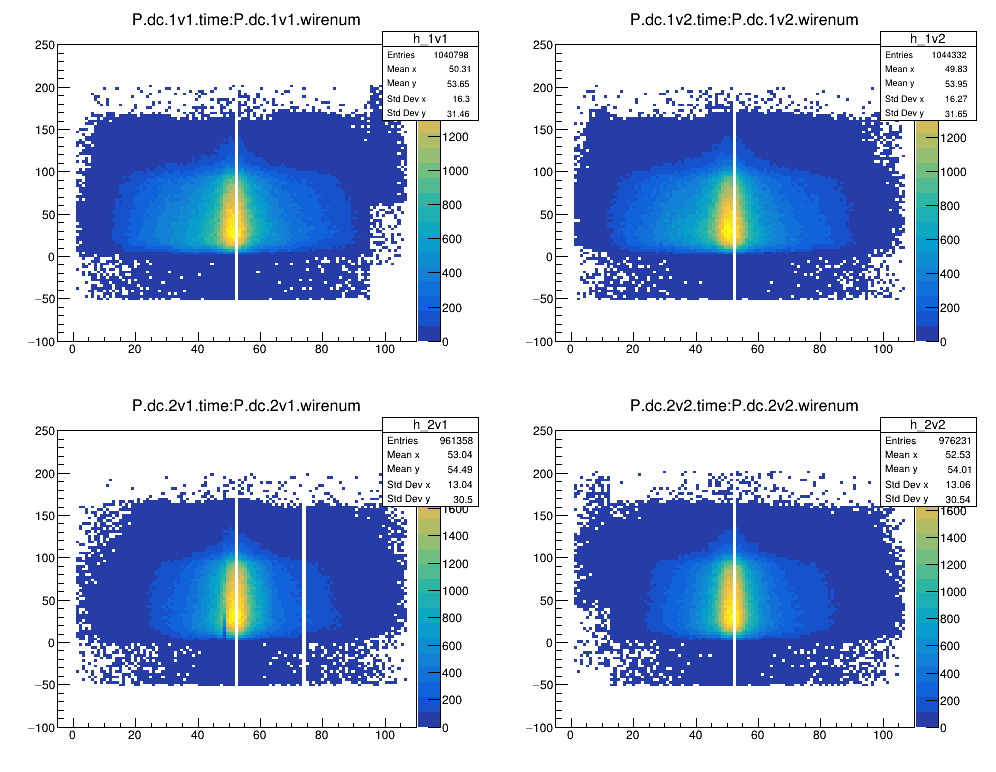 P.dc.1v1.time:P.dc.1v1.wirenum
h_1v1
Entries 1040798
Mean x 50.31
Mean y 53.65
Std Dev x 16.3
Std Dev y 31.46
250
200
150
100
50
0
−50
−100
0 20 40 60 80 100
1200
1000
800
600
400
200
0
P.dc.1v2.time:P.dc.1v2.wirenum
h_1v2
Entries 1044332
Mean x 49.83
Mean y 53.95
Std Dev x 16.27
Std Dev y 31.65
250
200
150
100
50
0
−50
−100
0 20 40 60 80 100
1200
1000
800
600
400
200
0
P.dc.2v1.time:P.dc.2v1.wirenum
h_2v1
Entries 961358
Mean x 53.04
Mean y 54.49
Std Dev x 13.04
Std Dev y 30.5
250
200
150
100
50
0
−50
−100
0 20 40 60 80 100
1600
1400
1200
1000
800
600
400
200
0
P.dc.2v2.time:P.dc.2v2.wirenum
h_2v2
Entries 976231
Mean x 52.53
Mean y 54.01
Std Dev x 13.06
Std Dev y 30.54
250
200
150
100
50
0
−50
−100
0 20 40 60 80 100
1600
1400
1200
1000
800
600
400
200
0